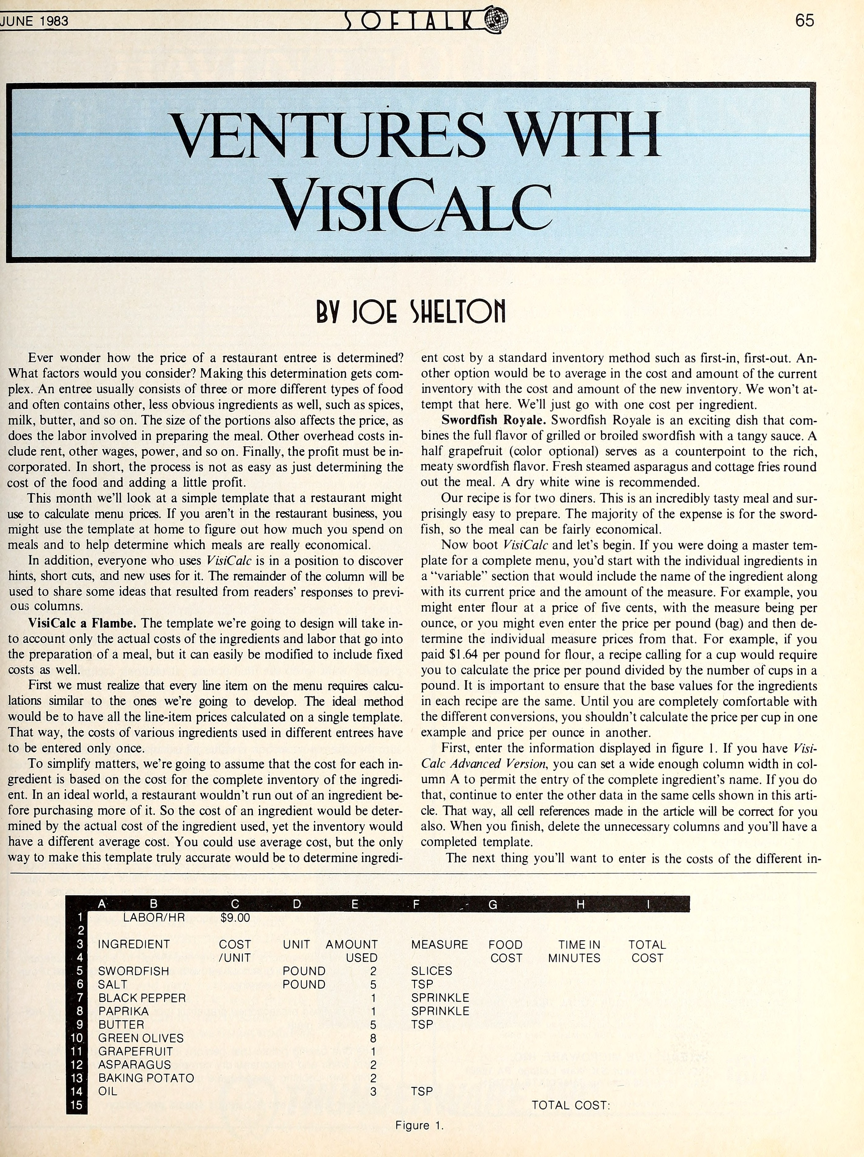 JUNE 1983
SOFTALK
65
VENTURES WITH
VISICALC
BY JOE SHELTON
Ever wonder how the price of a restaurant entree is determined?
What factors would you consider? Making this determination gets com-
plex. An entree usually consists of three or more different types of food
and often contains other, less obvious ingredients as well, such as spices,
milk, butter, and so on. The size of the portions also affects the price, as
does the labor involved in preparing the meal. Other overhead costs in-
clude rent, other wages, power, and so on. Finally, the profit must be in-
corporated. In short, the process is not as easy as just determining the
cost of the food and adding a little profit.
This month we'll look at a simple template that a restaurant might
use to calculate menu prices. If you aren't in the restaurant business, you
might use the template at home to figure out how much you spend on
meals and to help determine which meals are really economical.
In addition, everyone who uses VisiCalc is in a position to discover
hints, short cuts, and new uses for it. The remainder of the column will be
used to share some ideas that resulted from readers' responses to previ-
ous columns.
VisiCalc a Flambe. The template we're going to design will take in-
to account only the actual costs of the ingredients and labor that go into
the preparation of a meal, but it can easily be modified to include fixed
costs as well.
First we must realize that every line item on the menu requires calcu-
lations similar to the ones we're going to develop. The ideal method
would be to have all the line-item prices calculated on a single template.
That way, the costs of various ingredients used in different entrees have
to be entered only once.
To simplify matters, we're going to assume that the cost for each in-
gredient is based on the cost for the complete inventory of the ingredi-
ent. In an ideal world, a restaurant wouldn't run out of an ingredient be-
fore purchasing more of it. So the cost of an ingredient would be deter-
mined by the actual cost of the ingredient used, yet the inventory would
have a different average cost. You could use average cost, but the only
way to make this template truly accurate would be to determine ingredi-
ent cost by a standard inventory method such as first-in, first-out. An-
other option would be to average in the cost and amount of the current
inventory with the cost and amount of the new inventory. We won't at-
tempt that here. We'll just go with one cost per ingredient.
Swordfish Royale. Swordfish Royale is an exciting dish that com-
bines the full flavor of grilled or broiled swordfish with a tangy sauce. A
half grapefruit (color optional) serves as a counterpoint to the rich,
meaty swordfish flavor. Fresh steamed asparagus and cottage fries round
out the meal. A dry white wine is recommended.
Our recipe is for two diners. This is an incredibly tasty meal and sur-
prisingly easy to prepare. The majority of the expense is for the sword-
fish, so the meal can be fairly economical.
Now boot VisiCalc and let's begin. If you were doing a master tem-
plate for a complete menu, you'd start with the individual ingredients in
a "variable" section that would include the name of the ingredient along
with its current price and the amount of the measure. For example, you
might enter flour at a price of five cents, with the measure being per
ounce, or you might even enter the price per pound (bag) and then de-
termine the individual measure prices from that. For example, if you
paid $1.64 per pound for flour, a recipe calling for a cup would require
you to calculate the price per pound divided by the number of cups in a
pound. It is important to ensure that the base values for the ingredients
in each recipe are the same. Until you are completely comfortable with
the different conversions, you shouldn't calculate the price per cup in one
example and price per ounce in another.
First, enter the information displayed in figure 1. If you have Visi-
Calc Advanced Version, you can set a wide enough column width in col-
umn A to permit the entry of the complete ingredient's name. If you do
that, continue to enter the other data in the same cells shown in this arti-
cle. That way, all cell references made in the article will be correct for you
also. When you finish, delete the unnecessary columns and you'll have a
completed template.
The next thing you'll want to enter is the costs of the different in-
A B C D E F G H I
1 LABOR/HR $9.00
2
3 INGREDIENT COST UNIT AMOUNT MEASURE FOOD TIME IN TOTAL
4 /UNIT USED COST MINUTES COST
5 SWORDFISH POUND 2 SLICES
6 SALT POUND 5 TSP
7 BLACK PEPPER 1 SPRINKLE
8 PAPRIKA 1 SPRINKLE
9 BUTTER 5 TSP
10 GREEN OLIVES 8
11 GRAPEFRUIT 1
12 ASPARAGUS 2
13 BAKING POTATO 2
14 OIL 3 TSP
15 TOTAL COST:
Figure 1.